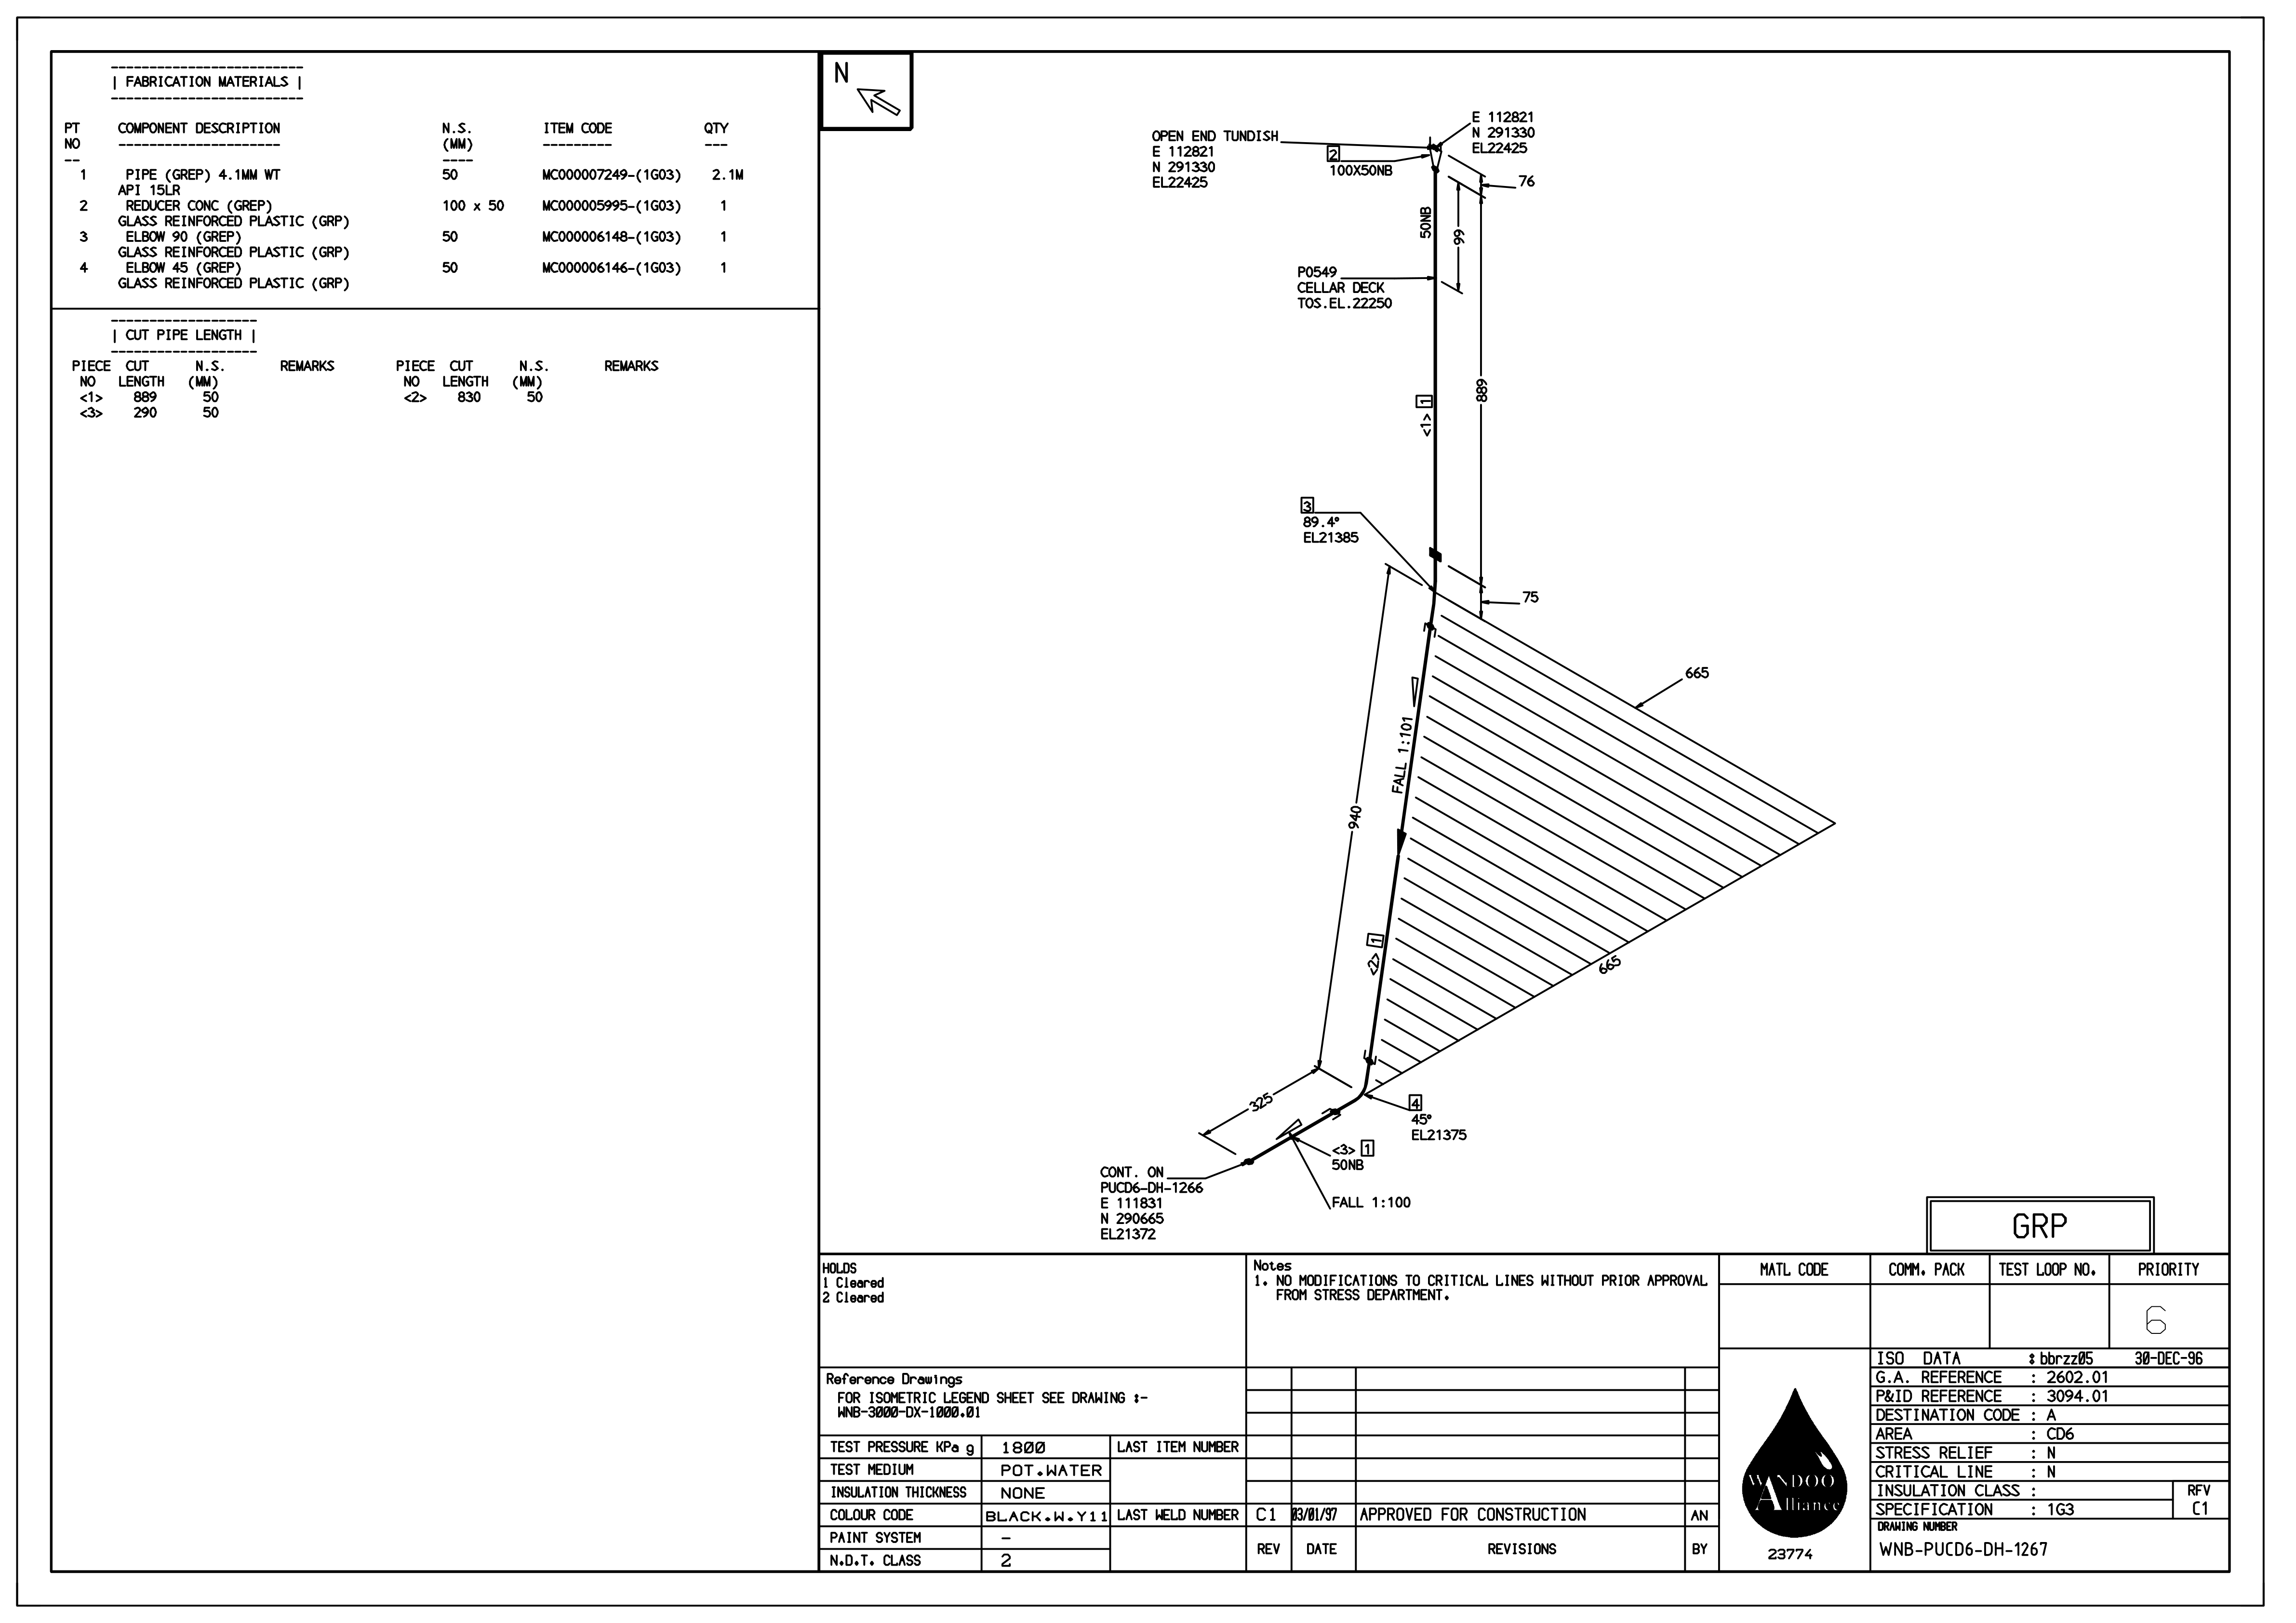 | FABRICATION MATERIALS |
PT NO COMPONENT DESCRIPTION N.S. (MM) ITEM CODE QTY
1 PIPE (GREP) 4.1MM WT 50 MC000007249-(1G03) 2.1M
API 15LR
2 REDUCER CONC (GREP) 100 x 50 MC000005995-(1G03) 1
GLASS REINFORCED PLASTIC (GRP)
3 ELBOW 90 (GREP) 50 MC000006148-(1G03) 1
GLASS REINFORCED PLASTIC (GRP)
4 ELBOW 45 (GREP) 50 MC000006146-(1G03) 1
GLASS REINFORCED PLASTIC (GRP)
| CUT PIPE LENGTH |
PIECE CUT N.S. REMARKS PIECE CUT N.S. REMARKS
NO LENGTH (MM) NO LENGTH (MM)
<1> 889 50 <2> 830 50
<3> 290 50
N
OPEN END TUNDISH
E 112821
N 291330
EL22425
2
100X50NB
E 112821
N 291330
EL22425
76
50NB
99
P0549
CELLAR DECK
TOS.EL.22250
889
<1> 1
3
89.4°
EL21385
75
665
FALL 1:101
940
665
<2> 1
325
4
45°
EL21375
<3> 1
50NB
FALL 1:100
CONT. ON
PUCD6-DH-1266
E 111831
N 290665
EL21372
GRP
HOLDS
1 Cleared
2 Cleared
Notes
1. NO MODIFICATIONS TO CRITICAL LINES WITHOUT PRIOR APPROVAL
FROM STRESS DEPARTMENT.
MATL CODE COMM. PACK TEST LOOP NO. PRIORITY
6
Reference Drawings
FOR ISOMETRIC LEGEND SHEET SEE DRAWING :-
WNB-3000-DX-1000.01
TEST PRESSURE KPa g 1800 LAST ITEM NUMBER
TEST MEDIUM POT.WATER
INSULATION THICKNESS NONE
COLOUR CODE BLACK.W.Y11 LAST WELD NUMBER
PAINT SYSTEM -
N.D.T. CLASS 2
C1 03/01/97 APPROVED FOR CONSTRUCTION AN
REV DATE REVISIONS BY
WANDOO
Alliance
23774
ISO DATA : bbrzz05 30-DEC-96
G.A. REFERENCE : 2602.01
P&ID REFERENCE : 3094.01
DESTINATION CODE : A
AREA : CD6
STRESS RELIEF : N
CRITICAL LINE : N
INSULATION CLASS :
SPECIFICATION : 1G3
RFV
C1
DRAWING NUMBER
WNB-PUCD6-DH-1267